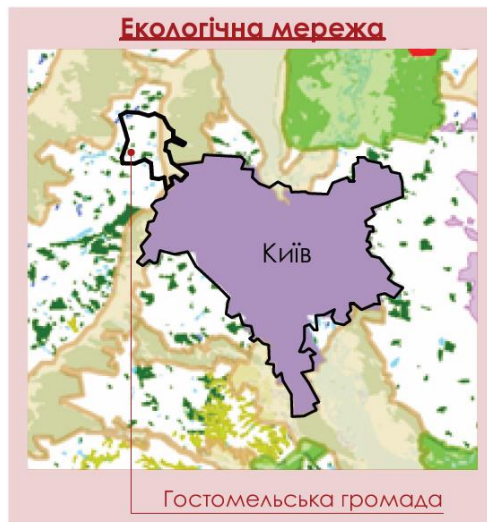 Екологічна мережа
Київ
Гостомельська громада